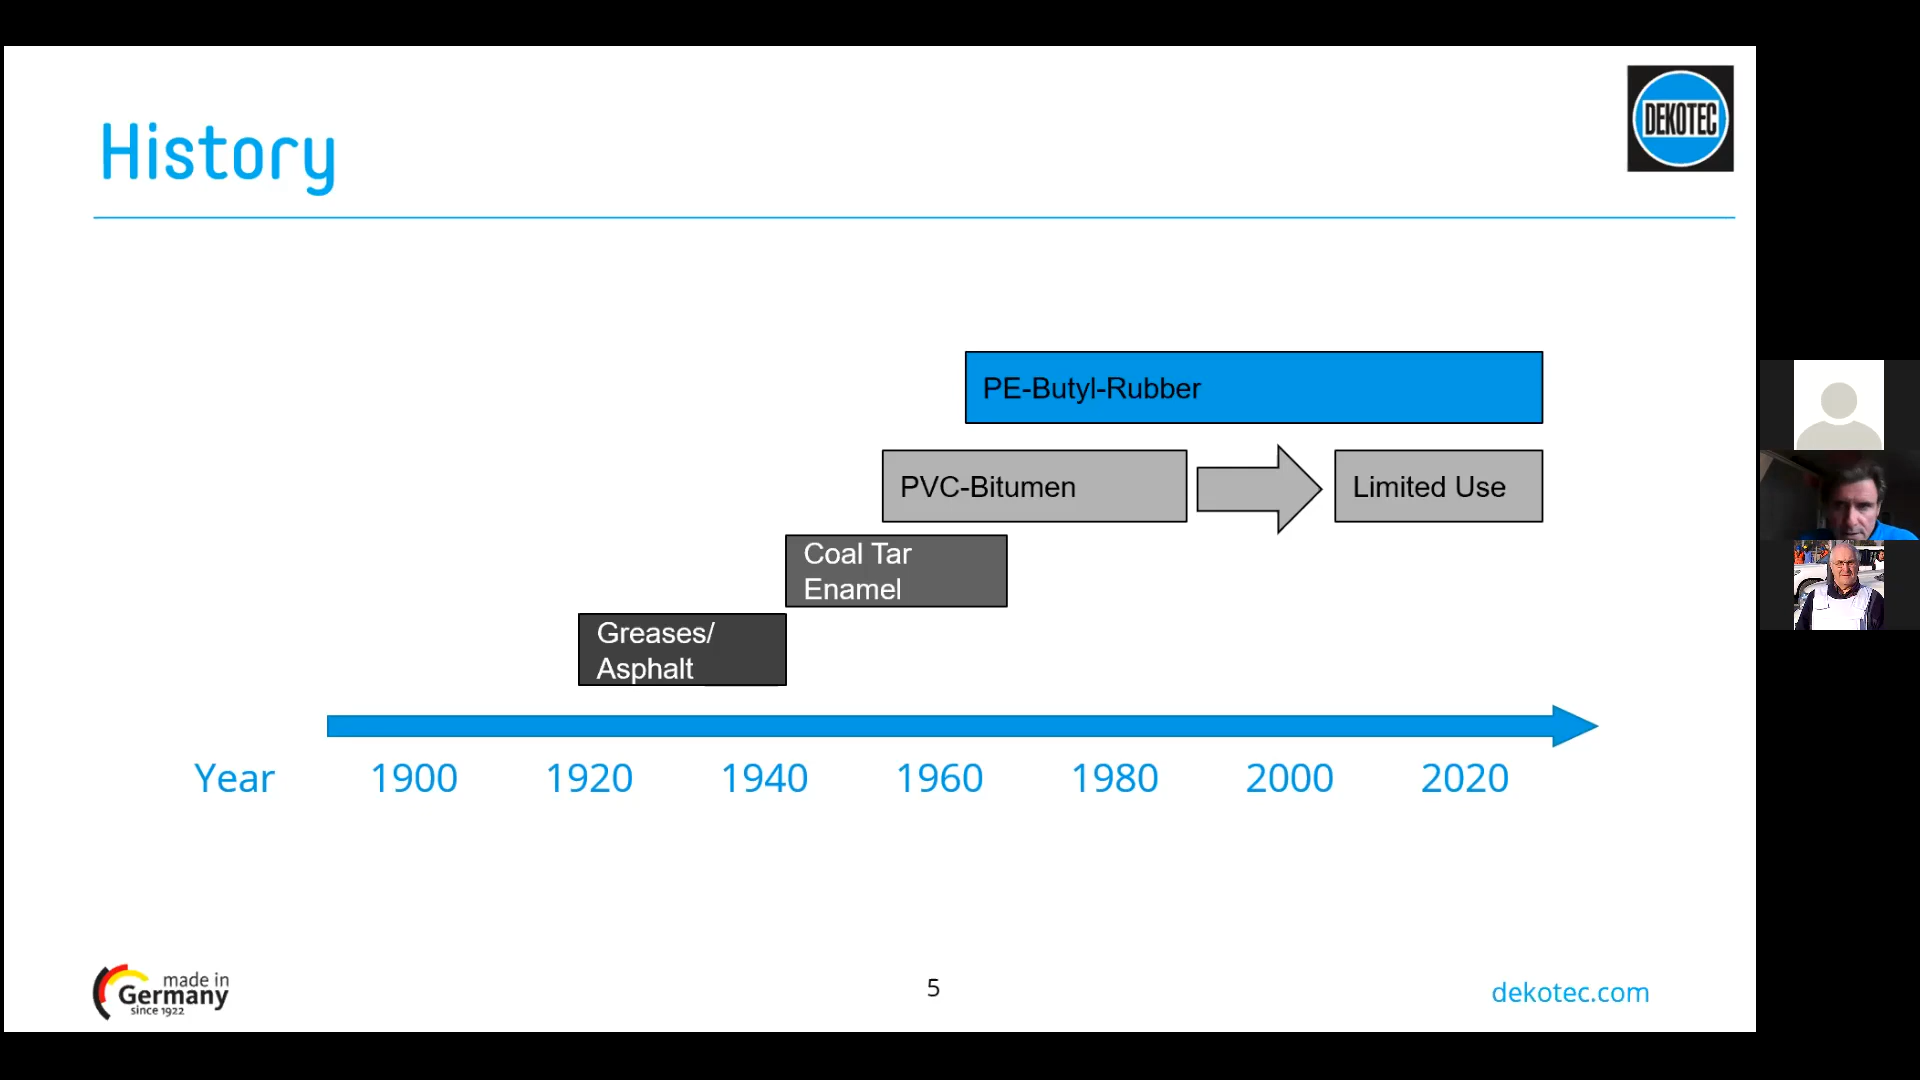 History
DEKOTEC
PE-Butyl-Rubber
PVC-Bitumen
Limited Use
Coal Tar
Enamel
Greases/
Asphalt
Year 1900 1920 1940 1960 1980 2000 2020
made in
Germany
since 1922
5
dekotec.com